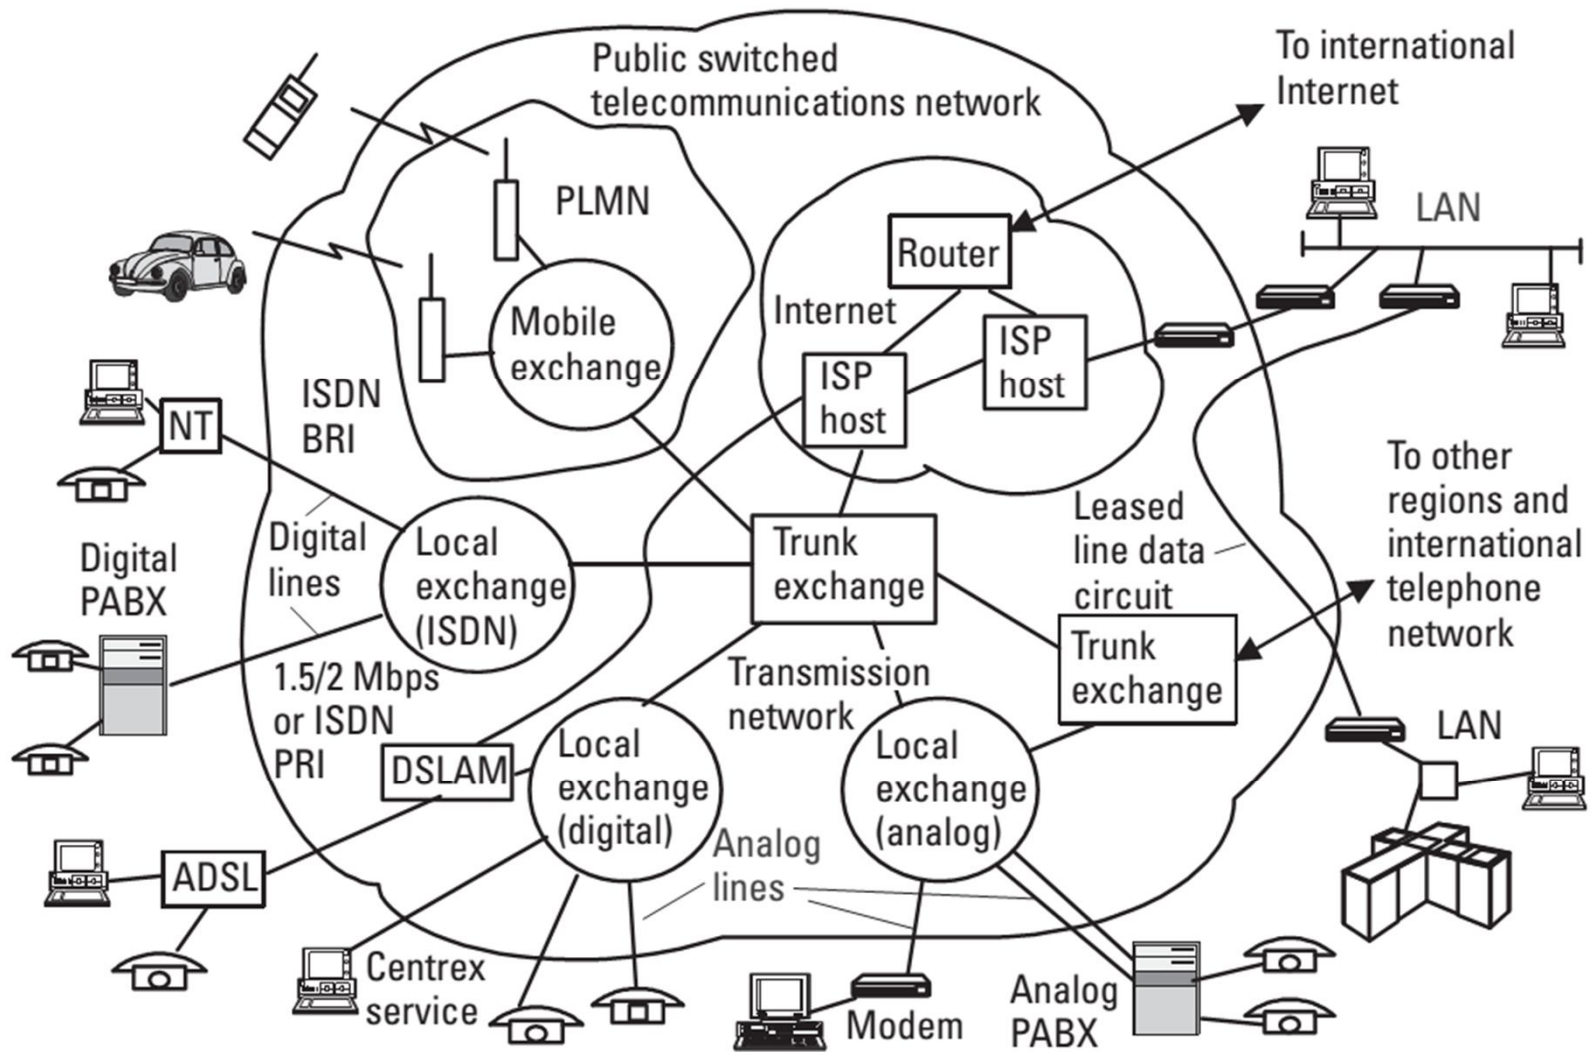 Public switched
telecommunications network
To international
Internet
PLMN
LAN
Router
Internet
Mobile
exchange
ISP
host
ISP
host
ISDN
BRI
NT
To other
regions and
international
telephone
network
Leased
line data
circuit
Digital
lines
Local
exchange
(ISDN)
Trunk
exchange
Digital
PABX
Trunk
exchange
1.5/2 Mbps
or ISDN
PRI
Transmission
network
LAN
DSLAM
Local
exchange
(digital)
Local
exchange
(analog)
ADSL
Analog
lines
Centrex
service
Modem
Analog
PABX